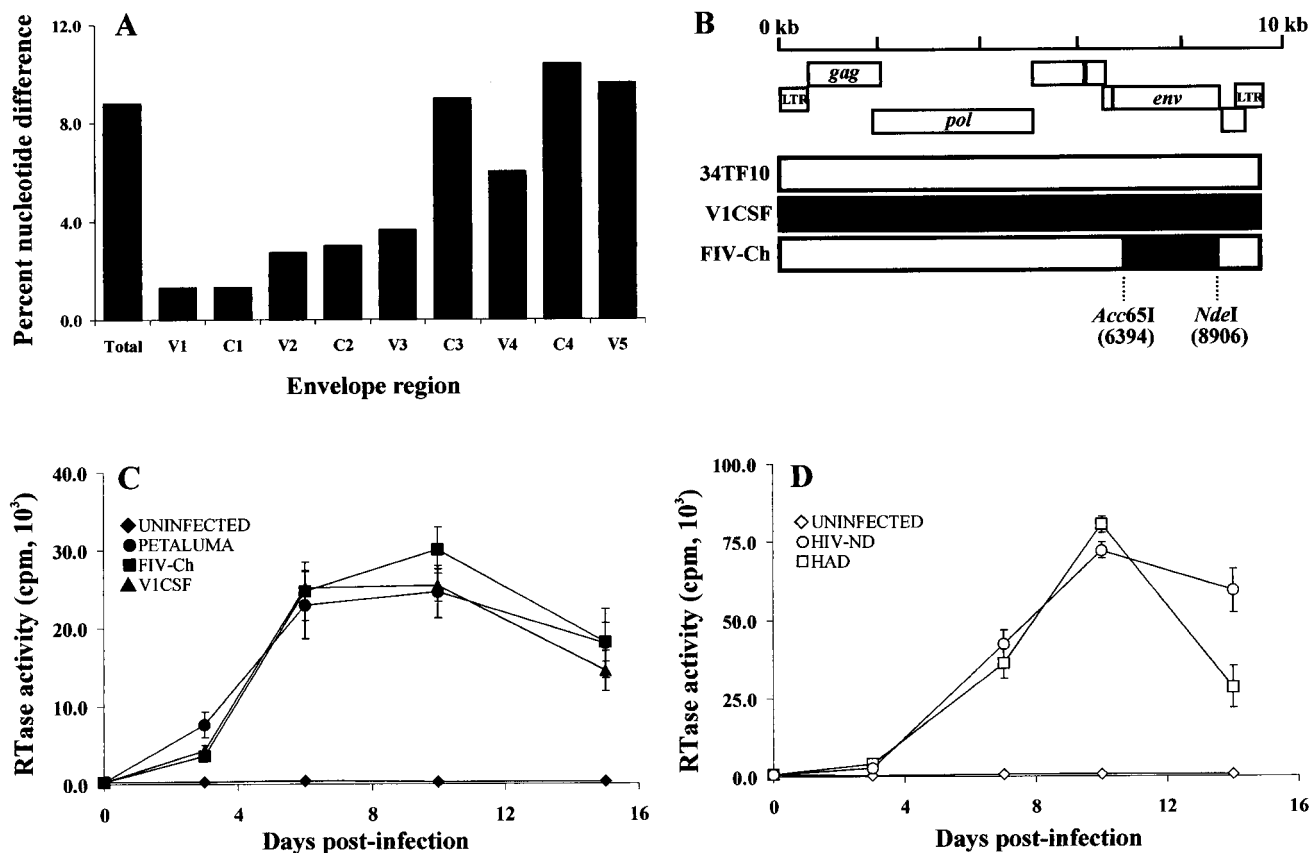 A
Percent nucleotide difference
12.0
8.0
4.0
0.0
Total V1 C1 V2 C2 V3 C3 V4 C4 V5
Envelope region
B
0 kb 10 kb
gag
LTR env LTR
pol
34TF10
V1CSF
FIV-Ch
Acc65I NdeI
(6394) (8906)
C
RTase activity (cpm, 10³)
40.0
30.0
20.0
10.0
0.0
UNINFECTED
PETALUMA
FIV-Ch
V1CSF
0 4 8 12 16
Days post-infection
D
RTase activity (cpm, 10³)
100.0
75.0
50.0
25.0
0.0
UNINFECTED
HIV-ND
HAD
0 4 8 12 16
Days post-infection